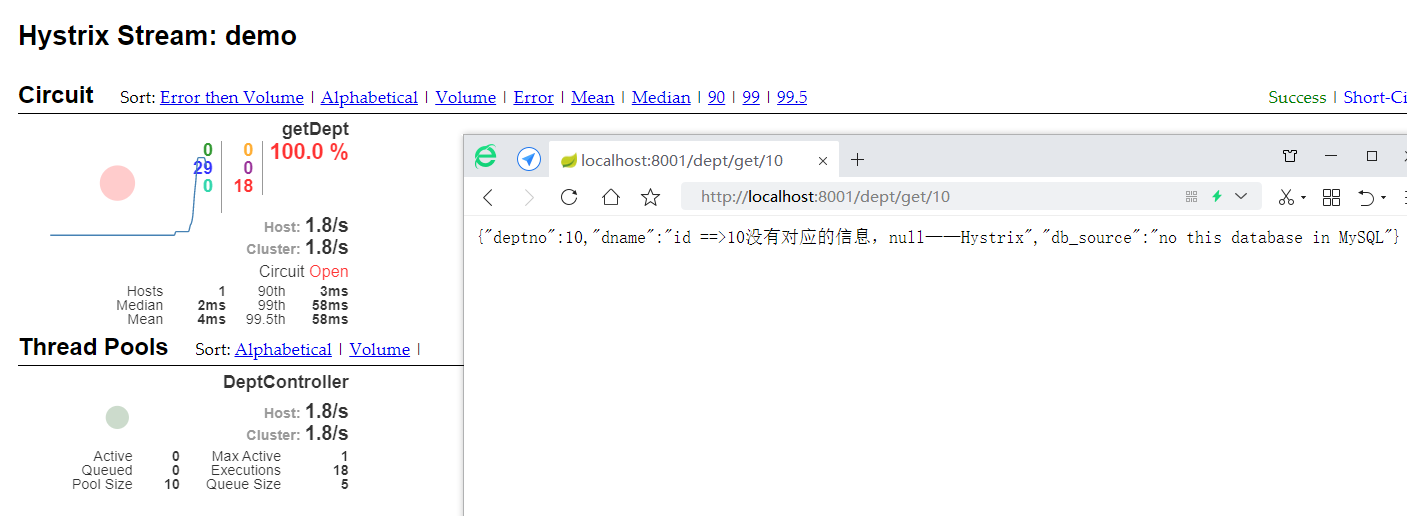 Hystrix Stream: demo
Circuit Sort: Error then Volume | Alphabetical | Volume | Error | Mean | Median | 90 | 99 | 99.5
Success | Short-Ci
getDept
0 0 100.0 %
29 0
0 18
Host: 1.8/s
Cluster: 1.8/s
Circuit Open
Hosts 1 90th 3ms
Median 2ms 99th 58ms
Mean 4ms 99.5th 58ms
Thread Pools Sort: Alphabetical | Volume |
DeptController
Host: 1.8/s
Cluster: 1.8/s
Active 0 Max Active 1
Queued 0 Executions 18
Pool Size 10 Queue Size 5
localhost:8001/dept/get/10
http://localhost:8001/dept/get/10
{"deptno":10,"dname":"id ==>10没有对应的信息，null——Hystrix","db_source":"no this database in MySQL"}